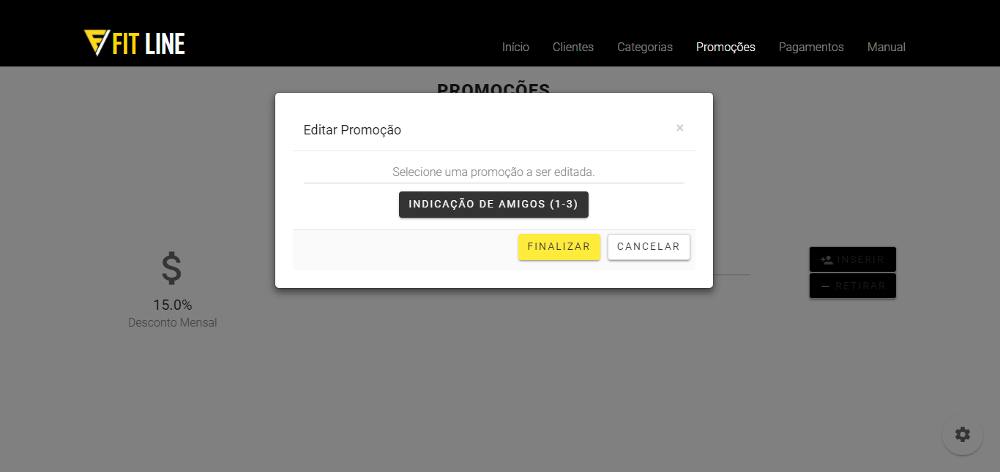 FIT LINE
Início Clientes Categorias Promoções Pagamentos Manual
PROMOÇÕES
Editar Promoção ×
Selecione uma promoção a ser editada.
INDICAÇÃO DE AMIGOS (1-3)
FINALIZAR CANCELAR
$
15.0%
Desconto Mensal
INSERIR
RETIRAR